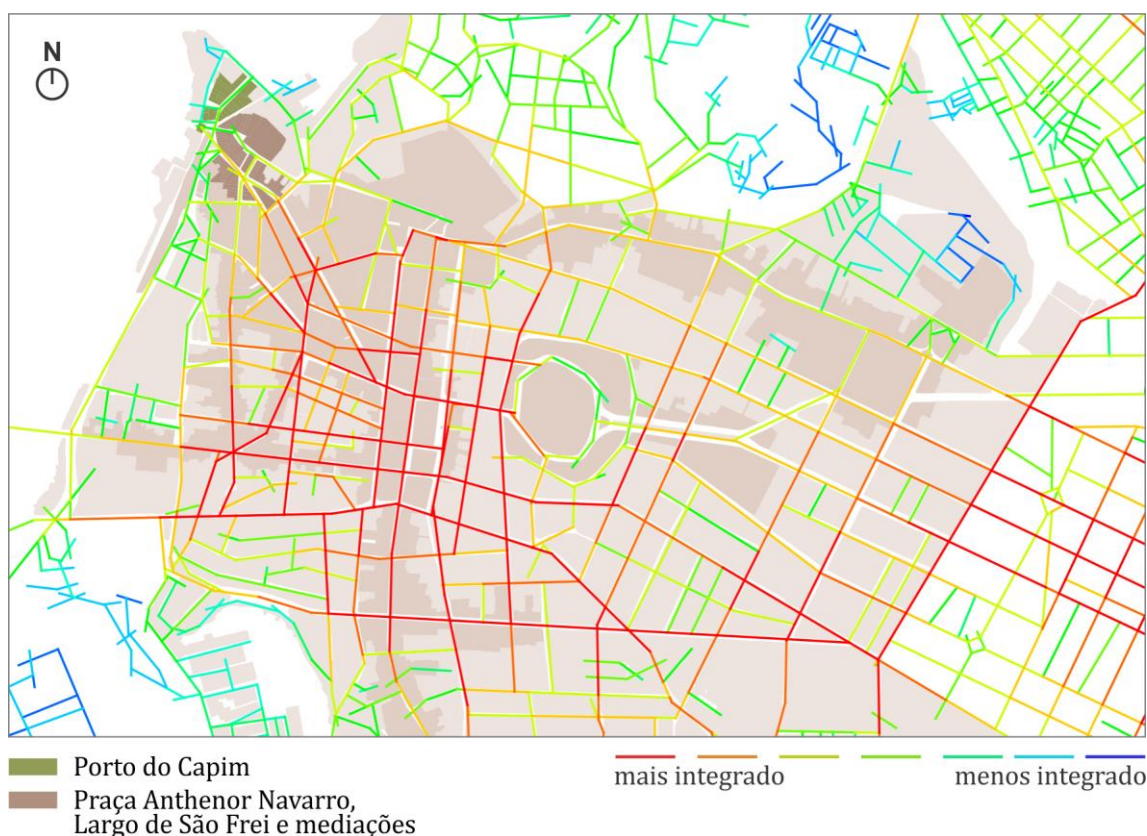 N
Porto do Capim
Praça Anthenor Navarro,
Largo de São Frei e mediações
mais integrado
menos integrado